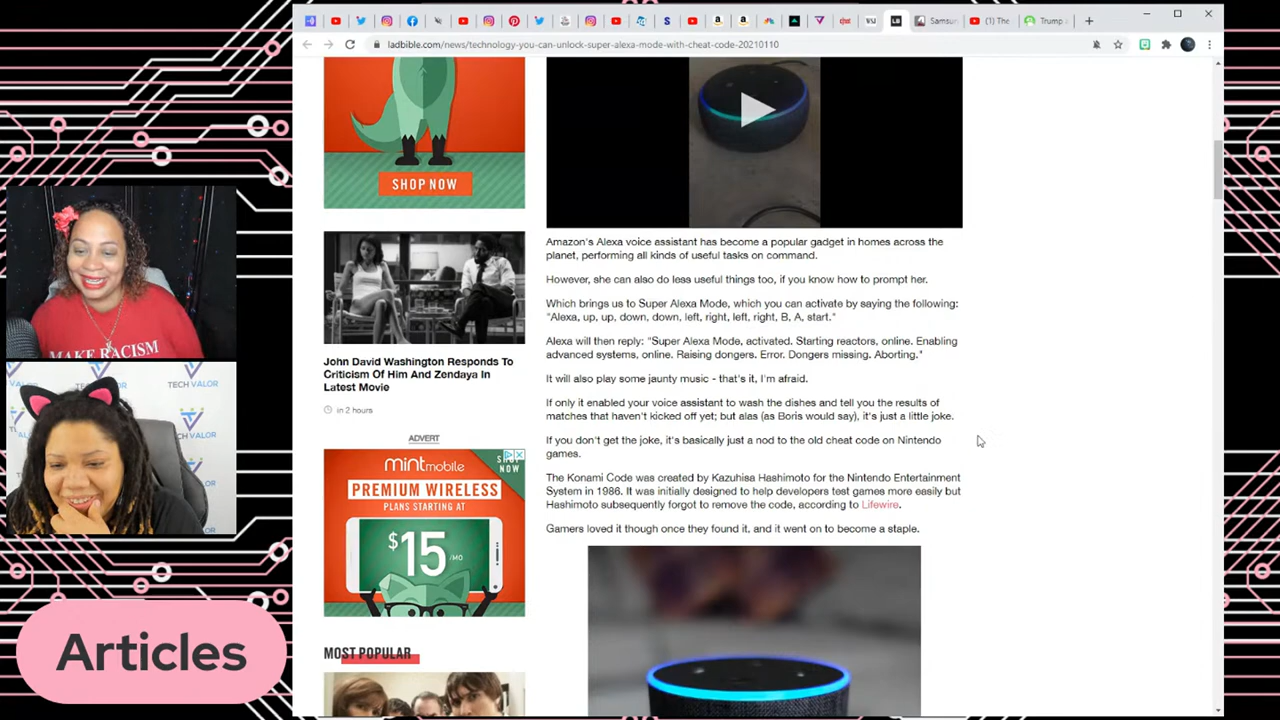 Samsun
(1) The
Trump
ladbible.com/news/technology-you-can-unlock-super-alexa-mode-with-cheat-code-20210110
SHOP NOW
Amazon's Alexa voice assistant has become a popular gadget in homes across the
planet, performing all kinds of useful tasks on command.
However, she can also do less useful things too, if you know how to prompt her.
Which brings us to Super Alexa Mode, which you can activate by saying the following:
"Alexa, up, up, down, down, left, right, left, right, B, A, start."
Alexa will then reply: "Super Alexa Mode, activated. Starting reactors, online. Enabling
advanced systems, online. Raising dongers. Error. Dongers missing. Aborting."
It will also play some jaunty music - that's it, I'm afraid.
If only it enabled your voice assistant to wash the dishes and tell you the results of
matches that haven't kicked off yet; but alas (as Boris would say), it's just a little joke.
If you don't get the joke, it's basically just a nod to the old cheat code on Nintendo
games.
The Konami Code was created by Kazuhisa Hashimoto for the Nintendo Entertainment
System in 1986. It was initially designed to help developers test games more easily but
Hashimoto subsequently forgot to remove the code, according to Lifewire.
Gamers loved it though once they found it, and it went on to become a staple.
John David Washington Responds To
Criticism Of Him And Zendaya In
Latest Movie
in 2 hours
ADVERT
mintmobile
SHOP
NOW
PREMIUM WIRELESS
PLANS STARTING AT
$15/MO
MOST POPULAR
MAKE RACISM
TECH VALOR
TECH
VALOR
Articles